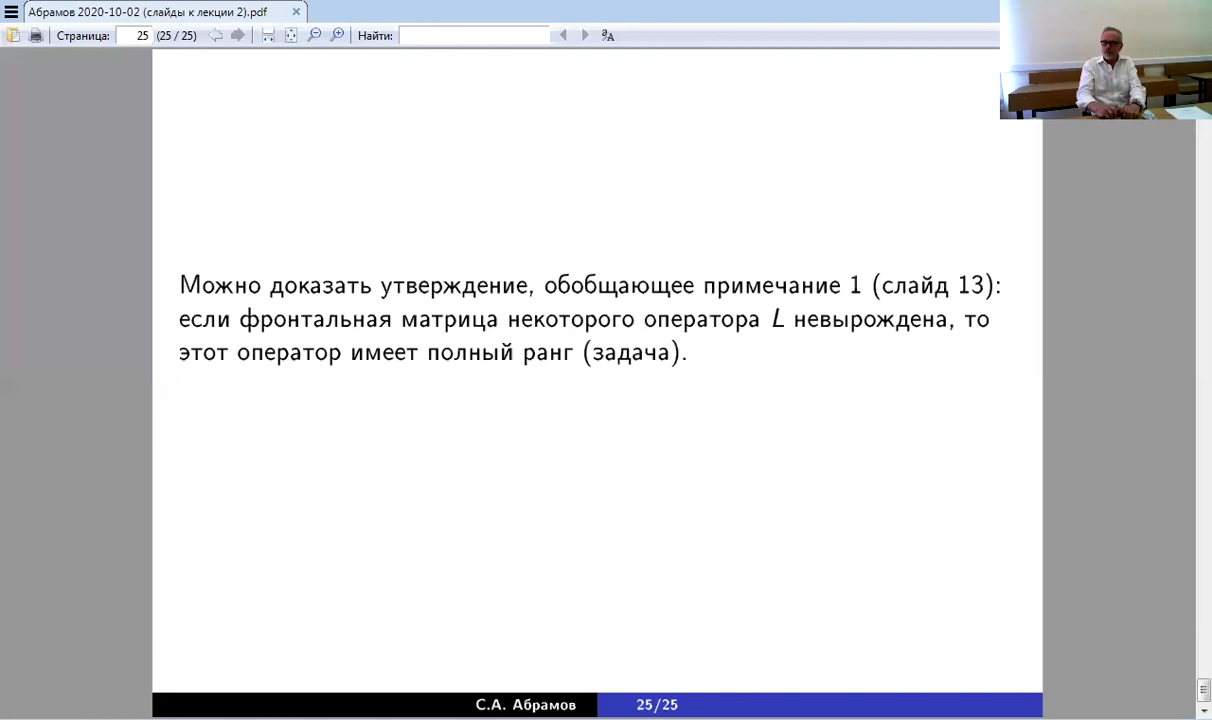 Абрамов 2020-10-02 (слайды к лекции 2).pdf
Страница: 25 (25 / 25) Найти:
Можно доказать утверждение, обобщающее примечание 1 (слайд 13):
если фронтальная матрица некоторого оператора L невырождена, то
этот оператор имеет полный ранг (задача).
С.А. Абрамов 25/25